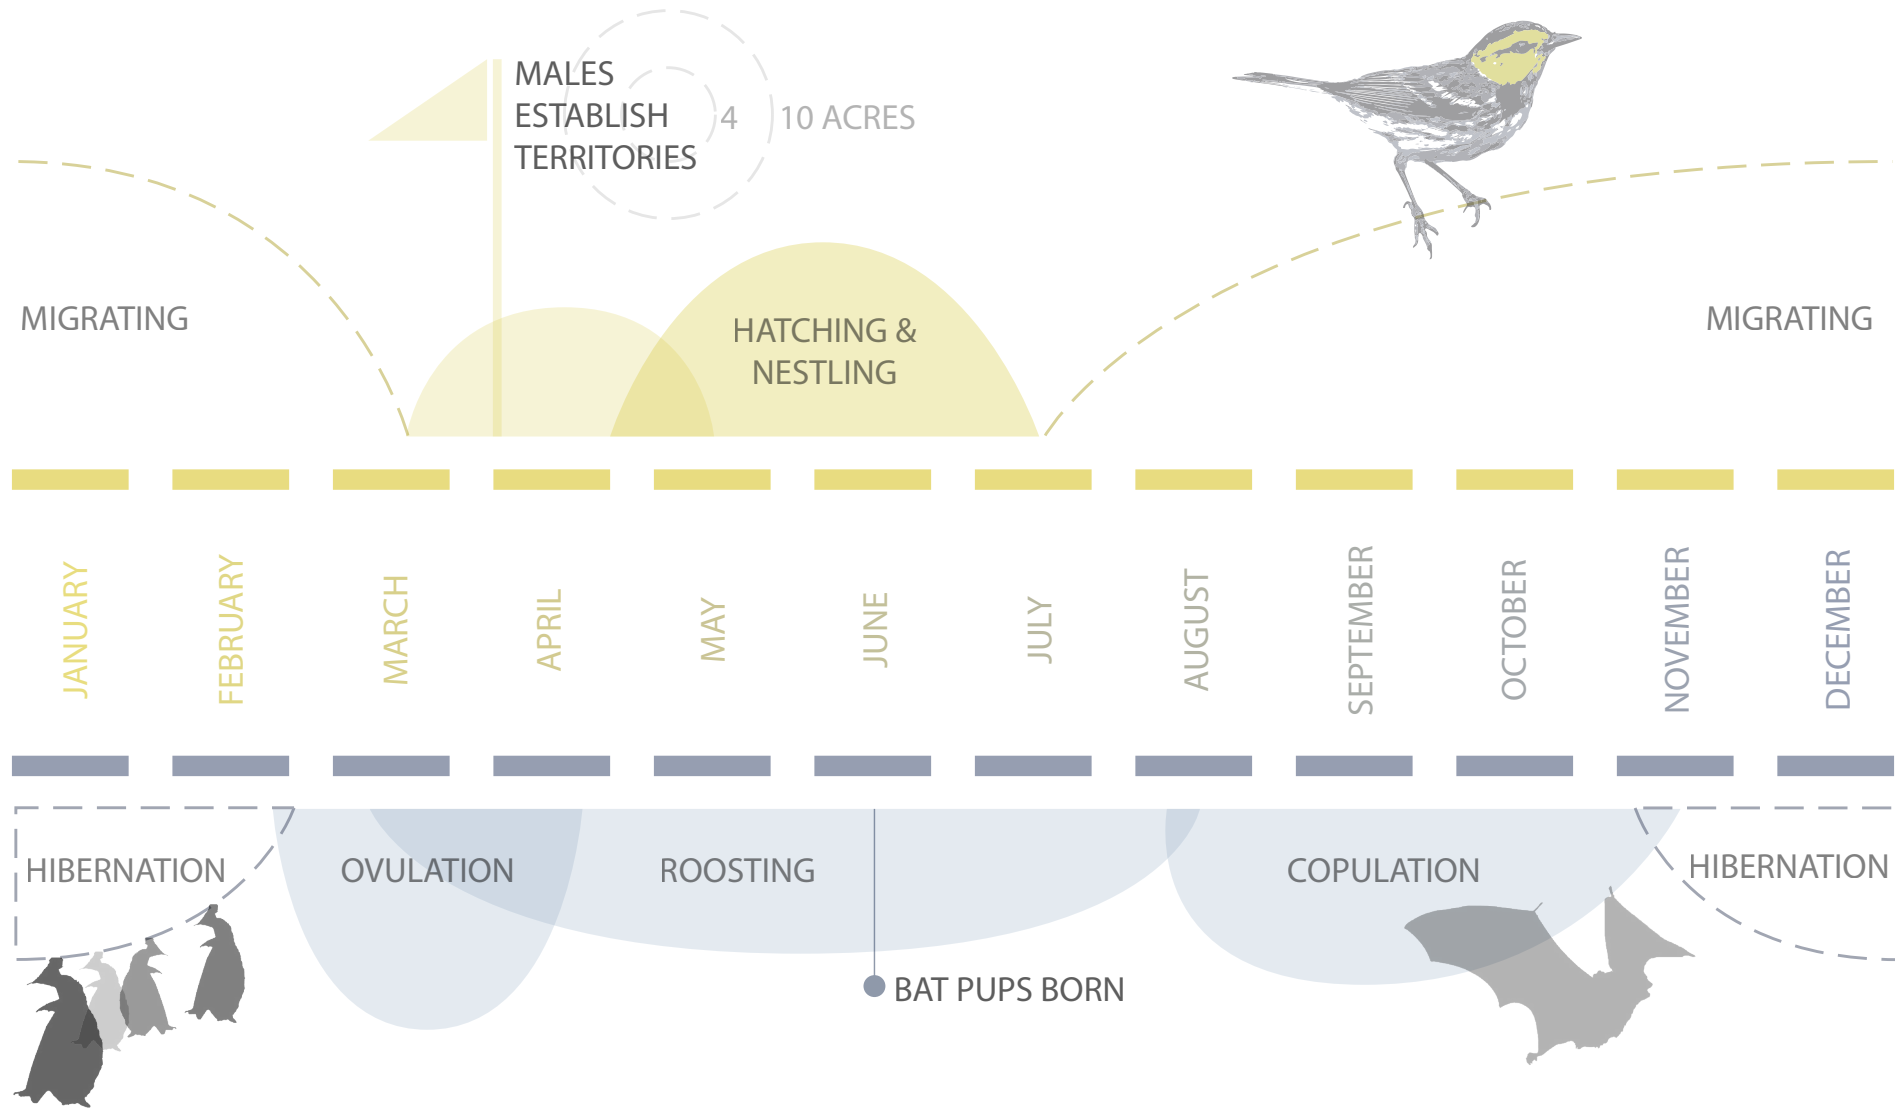 MALES
ESTABLISH
TERRITORIES
4
10 ACRES
MIGRATING
HATCHING &
NESTLING
MIGRATING
JANUARY
FEBRUARY
MARCH
APRIL
MAY
JUNE
JULY
AUGUST
SEPTEMBER
OCTOBER
NOVEMBER
DECEMBER
HIBERNATION
OVULATION
ROOSTING
COPULATION
HIBERNATION
BAT PUPS BORN